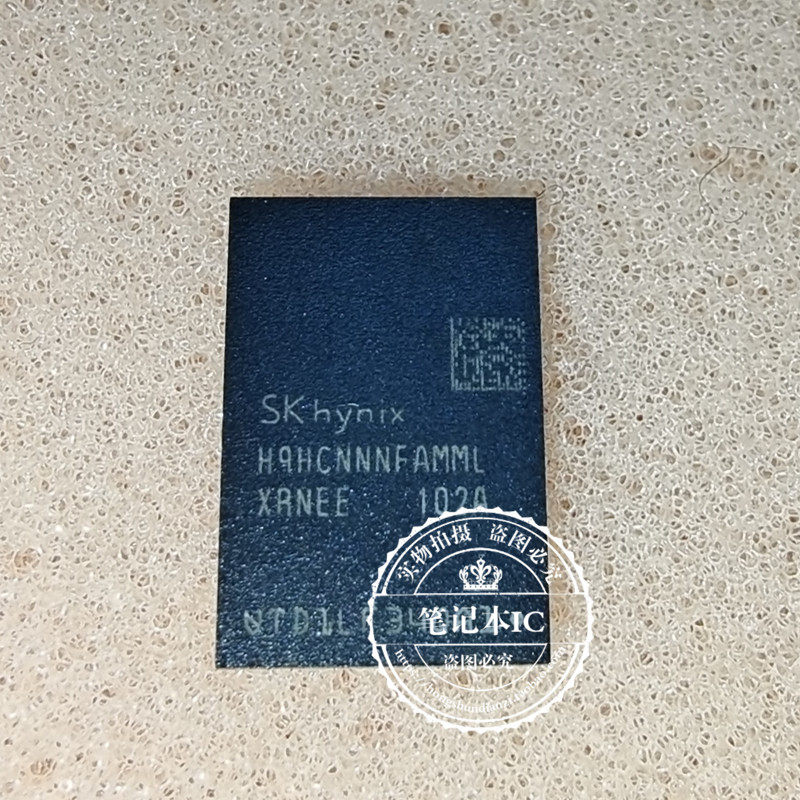 SK hynix
H9HCNNNFAMML
XRNEE 102A
实物拍摄 盗图必究
笔记本IC
盗图必究